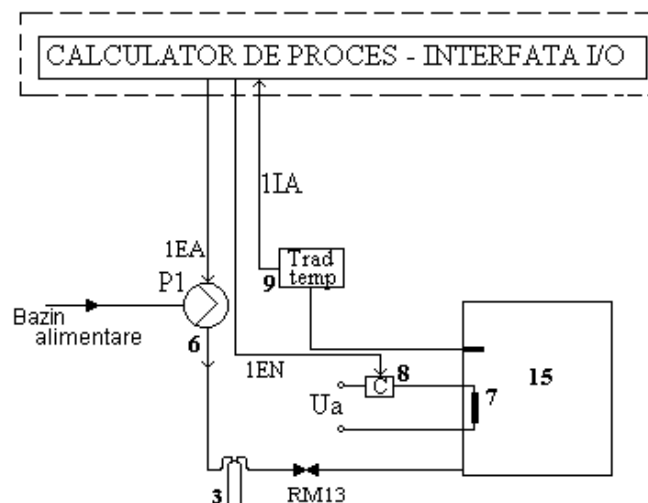 CALCULATOR DE PROCES - INTERFATA I/O
1IA
1EA
Trad
temp
9
P1
Bazin
alimentare
6
1EN
8
C
Ua
7
15
3
RM13